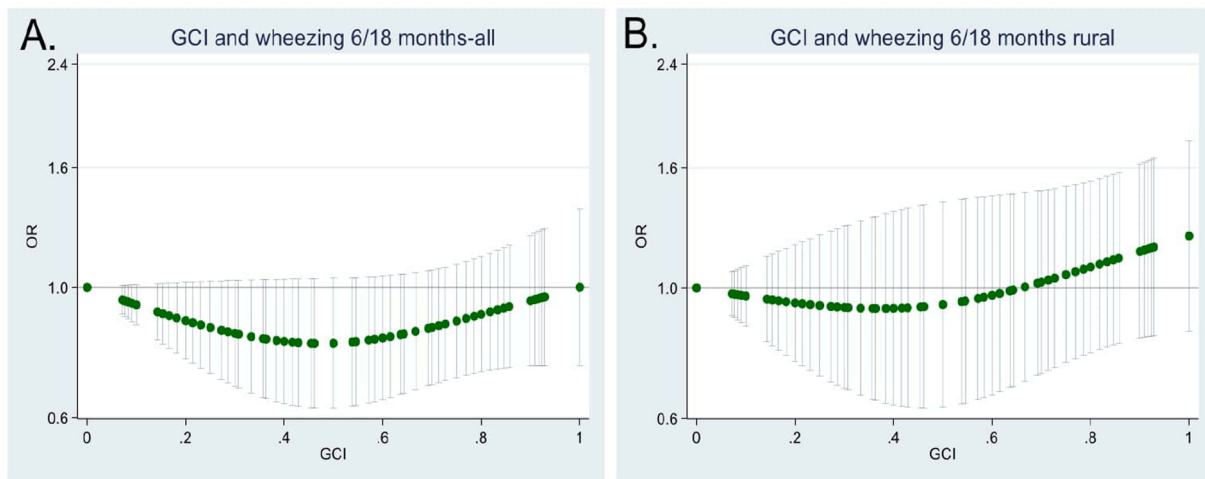 A.
GCI and wheezing 6/18 months-all
2.4
1.6
1.0
0.6
OR
0 .2 .4 .6 .8 1
GCI
B.
GCI and wheezing 6/18 months rural
2.4
1.6
1.0
0.6
OR
0 .2 .4 .6 .8 1
GCI